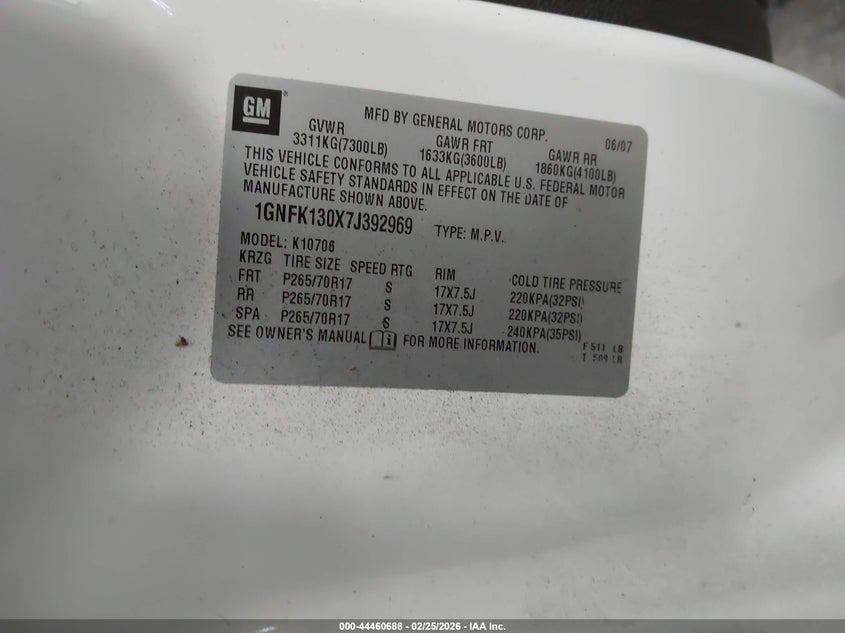 GM ®
MFD BY GENERAL MOTORS CORP. 06/07
GVWR GAWR FRT GAWR RR
3311KG(7300LB) 1633KG(3600LB) 1860KG(4100LB)
THIS VEHICLE CONFORMS TO ALL APPLICABLE U.S. FEDERAL MOTOR
VEHICLE SAFETY STANDARDS IN EFFECT ON THE DATE OF
MANUFACTURE SHOWN ABOVE.
1GNFK130X7J392969 TYPE: M.P.V.
MODEL: K10706
KRZG TIRE SIZE SPEED RTG RIM COLD TIRE PRESSURE
FRT P265/70R17 S 17X7.5J 220KPA(32PSI)
RR P265/70R17 S 17X7.5J 220KPA(32PSI)
SPA P265/70R17 S 17X7.5J 240KPA(35PSI)
SEE OWNER'S MANUAL FOR MORE INFORMATION.
F 511 LB
T 509 LB
000-44460688 - 02/25/2026 - IAA Inc.